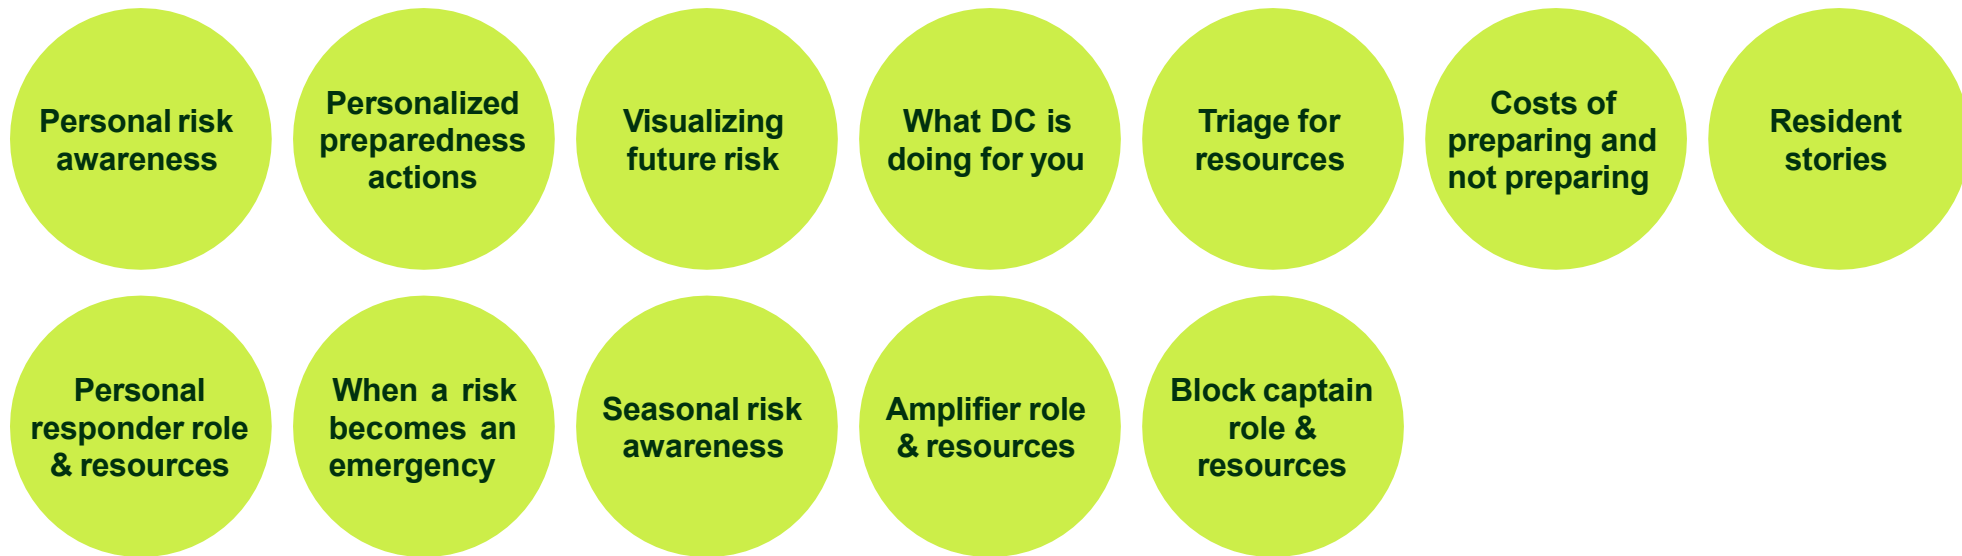 Personal risk
awareness
Personalized
preparedness
actions
Visualizing
future risk
What DC is
doing for you
Triage for
resources
Costs of
preparing and
not preparing
Resident
stories
Personal
responder role
& resources
When a risk
becomes an
emergency
Seasonal risk
awareness
Amplifier role
& resources
Block captain
role &
resources